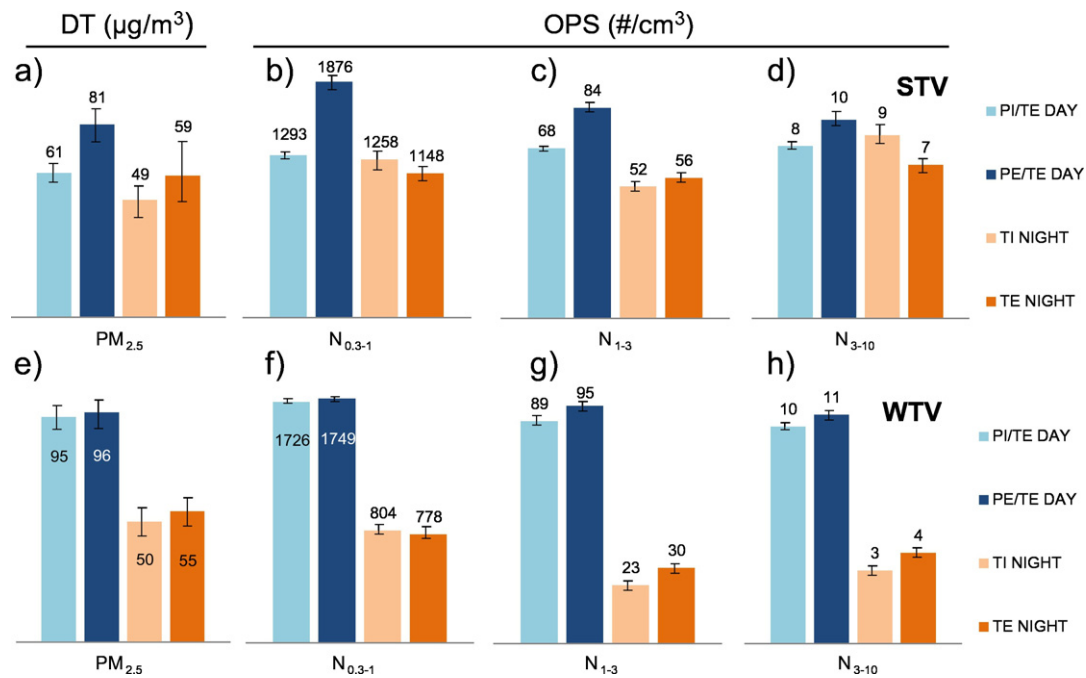 DT (µg/m³) OPS (#/cm³)
a) b) c) d) STV
61 81 49 59
1293 1876 1258 1148
68 84 52 56
8 10 9 7
PM2.5 N0.3-1 N1-3 N3-10
PI/TE DAY
PE/TE DAY
TI NIGHT
TE NIGHT
e) f) g) h) WTV
95 96 50 55
1726 1749 804 778
89 95 23 30
10 11 3 4
PM2.5 N0.3-1 N1-3 N3-10
PI/TE DAY
PE/TE DAY
TI NIGHT
TE NIGHT